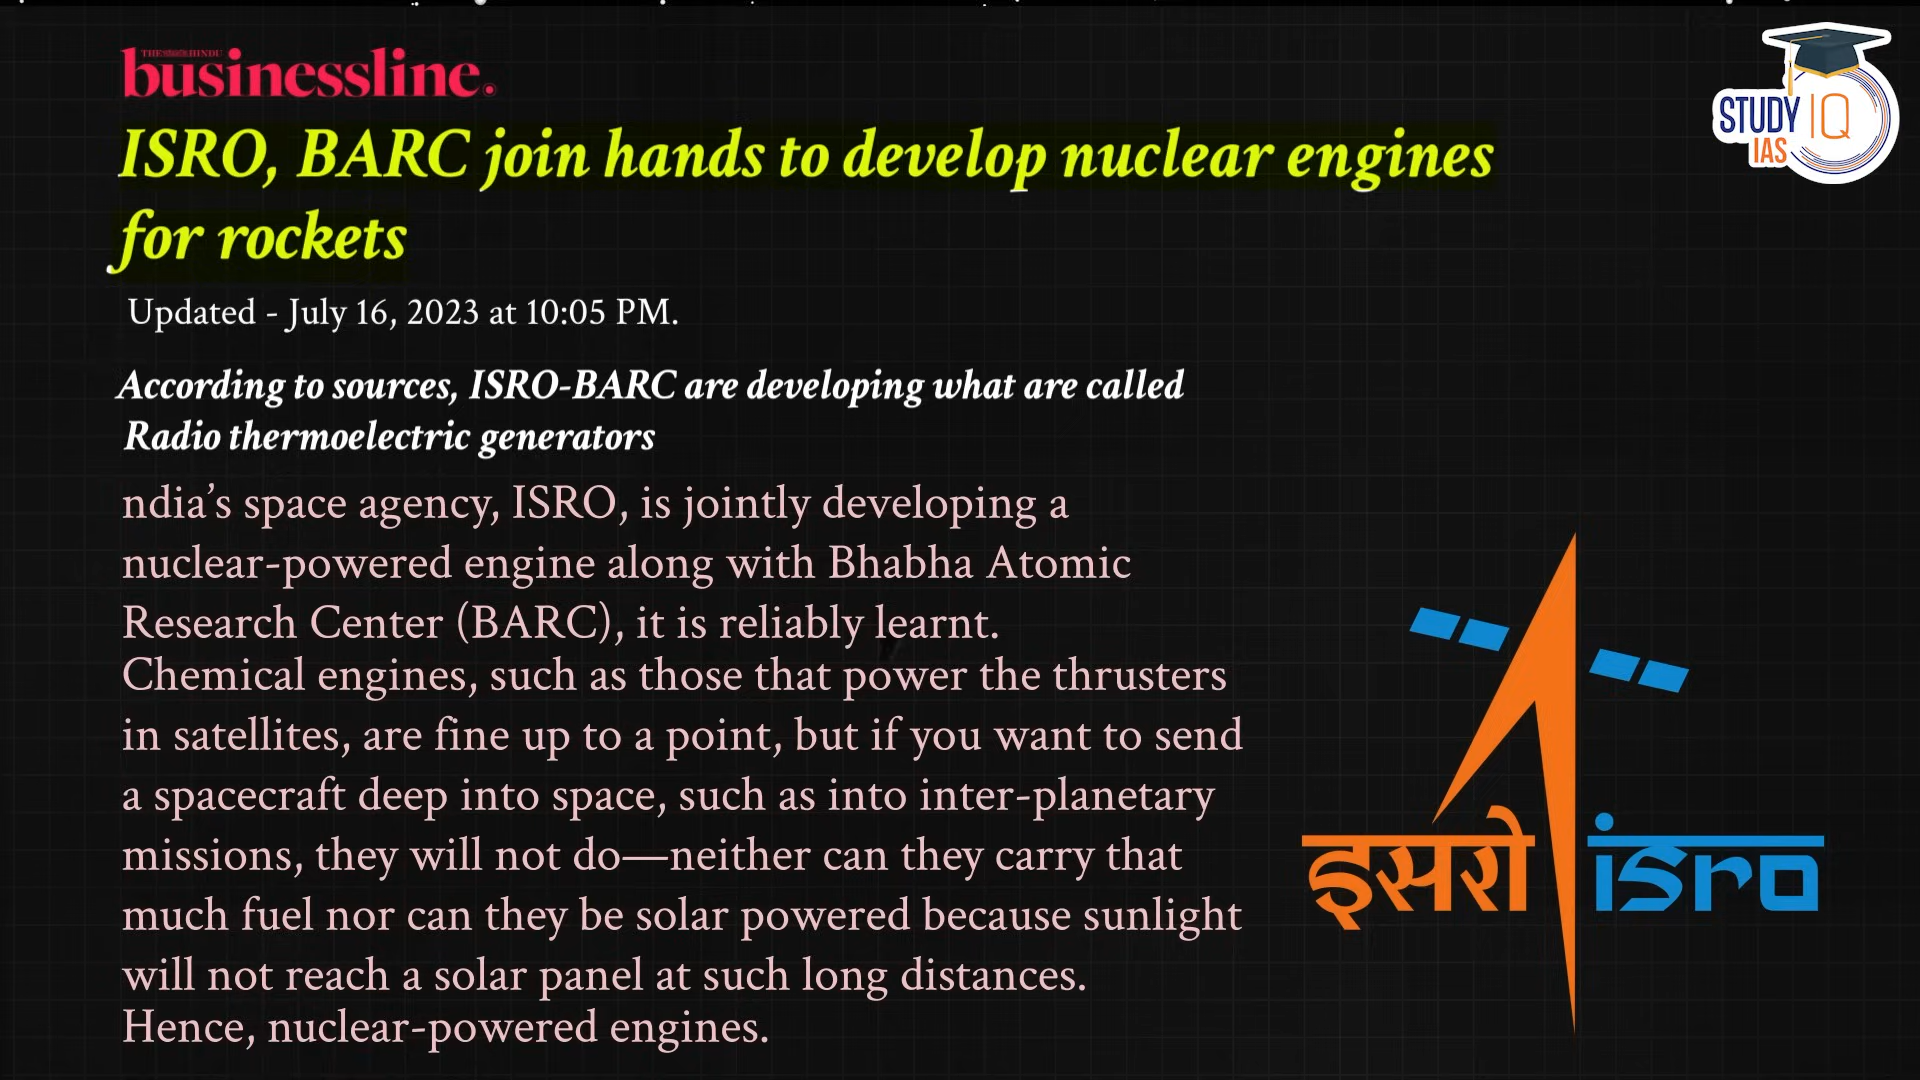 THE HINDU
businessline.
STUDY IQ
IAS
ISRO, BARC join hands to develop nuclear engines
for rockets
Updated - July 16, 2023 at 10:05 PM.
According to sources, ISRO-BARC are developing what are called
Radio thermoelectric generators
ndia’s space agency, ISRO, is jointly developing a
nuclear-powered engine along with Bhabha Atomic
Research Center (BARC), it is reliably learnt.
Chemical engines, such as those that power the thrusters
in satellites, are fine up to a point, but if you want to send
a spacecraft deep into space, such as into inter-planetary
missions, they will not do—neither can they carry that
much fuel nor can they be solar powered because sunlight
will not reach a solar panel at such long distances.
Hence, nuclear-powered engines.
इसरो isro